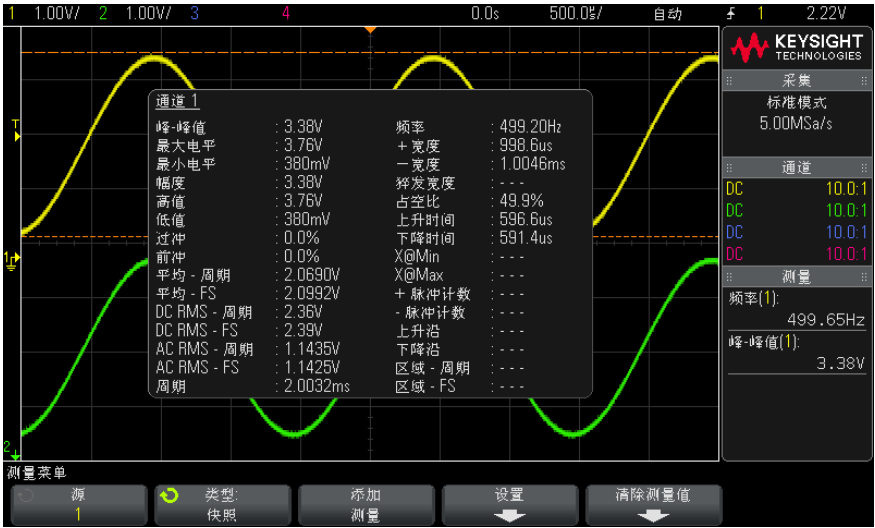 1 1.00V/ 2 1.00V/ 3 4 0.0s 500.0㎲/ 自动 1 2.22V
KEYSIGHT
TECHNOLOGIES
采集
标准模式
5.00MSa/s
通道
DC 10.0:1
DC 10.0:1
DC 10.0:1
DC 10.0:1
测量
频率(1):
499.65Hz
峰-峰值(1):
3.38V
通道 1
峰-峰值 : 3.38V 频率 : 499.20Hz
最大电平 : 3.76V + 宽度 : 998.6us
最小电平 : 380mV — 宽度 : 1.0046ms
幅度 : 3.38V 猝发宽度 : - - -
高值 : 3.76V 占空比 : 49.9%
低值 : 380mV 上升时间 : 596.6us
过冲 : 0.0% 下降时间 : 591.4us
前冲 : 0.0% X@Min : - - -
平均 - 周期 : 2.0690V X@Max : - - -
平均 - FS : 2.0992V + 脉冲计数 : - - -
DC RMS - 周期 : 2.36V - 脉冲计数 : - - -
DC RMS - FS : 2.39V 上升沿 : - - -
AC RMS - 周期 : 1.1435V 下降沿 : - - -
AC RMS - FS : 1.1425V 区域 - 周期 : - - -
周期 : 2.0032ms 区域 - FS : - - -
T
1
2
测量菜单
源
1
类型:
快照
添加
测量
设置
清除测量值